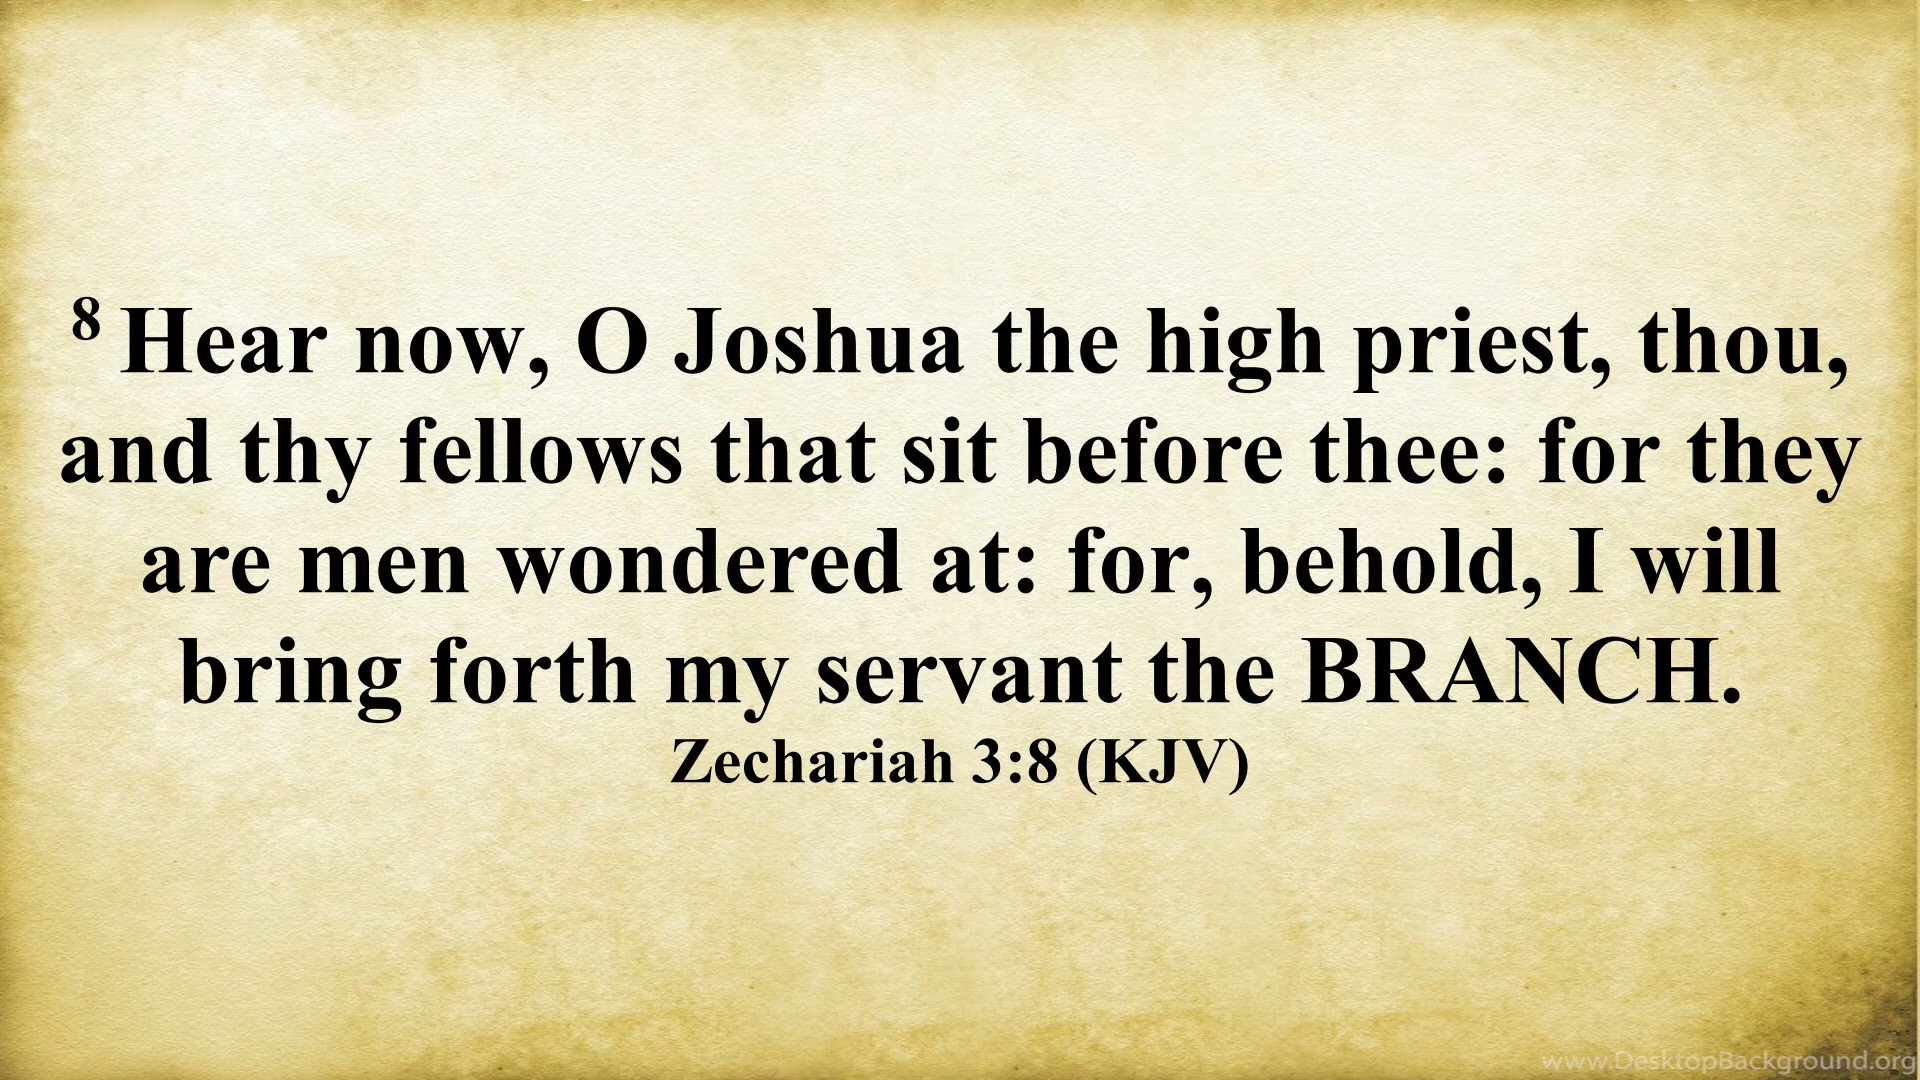 8 Hear now, O Joshua the high priest, thou,
and thy fellows that sit before thee: for they
are men wondered at: for, behold, I will
bring forth my servant the BRANCH.
Zechariah 3:8 (KJV)
www.DesktopBackground.org